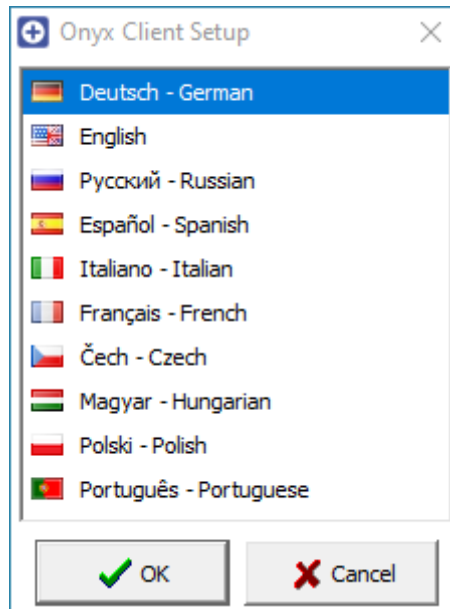 Onyx Client Setup
Deutsch - German
English
Русский - Russian
Español - Spanish
Italiano - Italian
Français - French
Čech - Czech
Magyar - Hungarian
Polski - Polish
Português - Portuguese
OK
Cancel